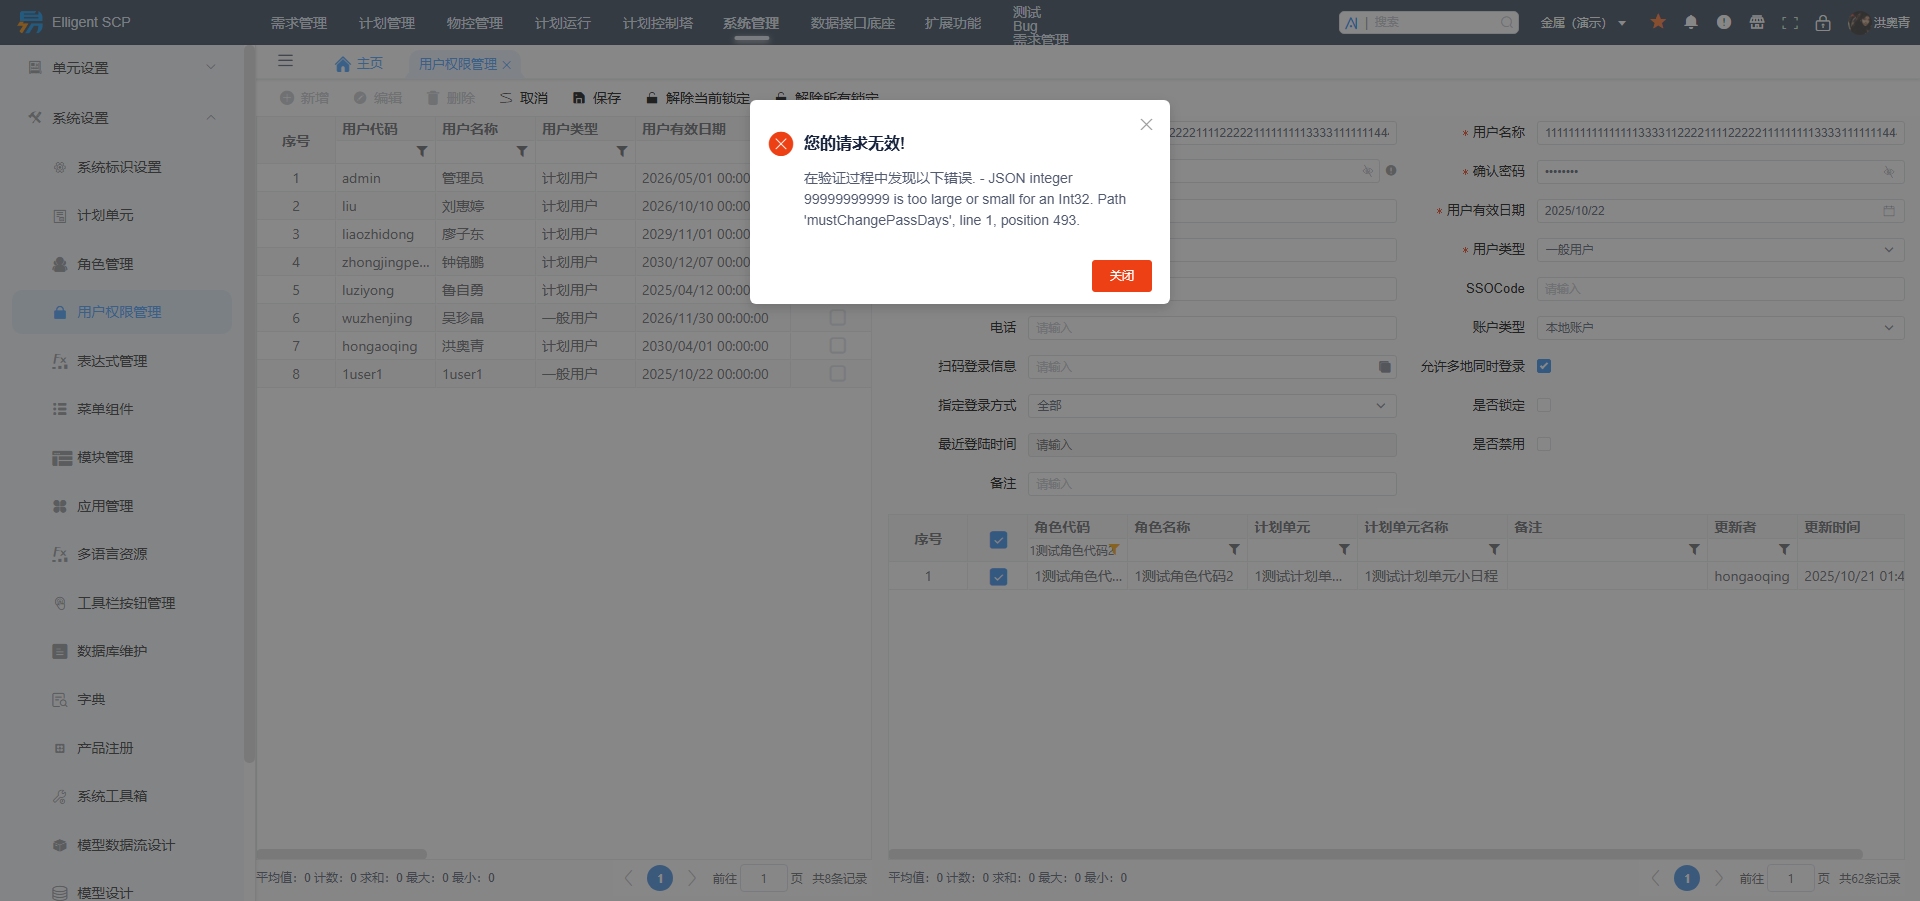 Elligent SCP
需求管理
计划管理
物控管理
计划运行
计划控制塔
系统管理
数据接口底座
扩展功能
测试
Bug
需求管理
AI | 搜索
金属（演示）
洪奥青
单元设置
系统设置
系统标识设置
计划单元
角色管理
用户权限管理
表达式管理
菜单组件
模块管理
应用管理
多语言资源
工具栏按钮管理
数据库维护
字典
产品注册
系统工具箱
模型数据流设计
模型设计
主页
用户权限管理
新增 编辑 删除 取消 保存 解除当前锁定 解除所有锁定
序号 用户代码 用户名称 用户类型 用户有效日期
1 admin 管理员 计划用户 2026/05/01 00:00
2 liu 刘惠婷 计划用户 2026/10/10 00:00
3 liaozhidong 廖子东 计划用户 2029/11/01 00:00
4 zhongjingpe... 钟锦鹏 计划用户 2030/12/07 00:00
5 luziyong 鲁自勇 计划用户 2025/04/12 00:00
6 wuzhenjing 吴珍晶 一般用户 2026/11/30 00:00:00
7 hongaoqing 洪奥青 计划用户 2030/04/01 00:00:00
8 1user1 1user1 一般用户 2025/10/22 00:00:00
平均值：0 计数：0 求和：0 最大：0 最小：0
1
前往 1 页 共8条记录
您的请求无效!
在验证过程中发现以下错误. - JSON integer
99999999999 is too large or small for an Int32. Path
'mustChangePassDays', line 1, position 493.
关闭
* 用户名称
* 确认密码 ••••••••
* 用户有效日期 2025/10/22
* 用户类型 一般用户
SSOCode 请输入
电话 请输入
账户类型 本地账户
扫码登录信息 请输入
允许多地同时登录
指定登录方式 全部
是否锁定
最近登陆时间 请输入
是否禁用
备注 请输入
序号 角色代码 角色名称 计划单元 计划单元名称 备注 更新者 更新时间
1测试角色代码2
1 1测试角色代... 1测试角色代码2 1测试计划单... 1测试计划单元小日程 hongaoqing 2025/10/21 01:4
平均值：0 计数：0 求和：0 最大：0 最小：0
1
前往 1 页 共62条记录